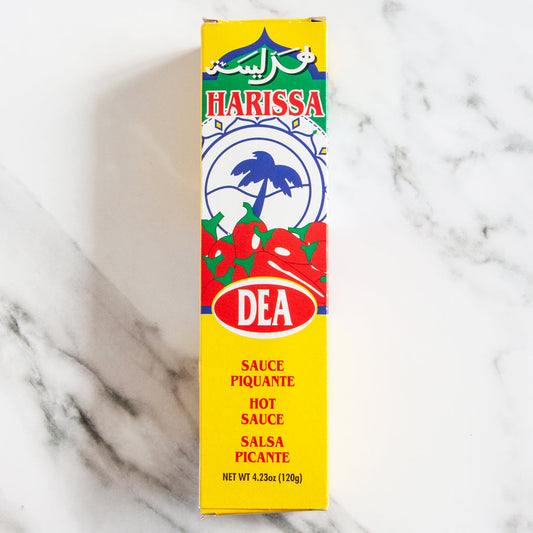 هريسة
HARISSA
DEA
SAUCE
PIQUANTE
HOT
SAUCE
SALSA
PICANTE
NET WT 4.23oz (120g)